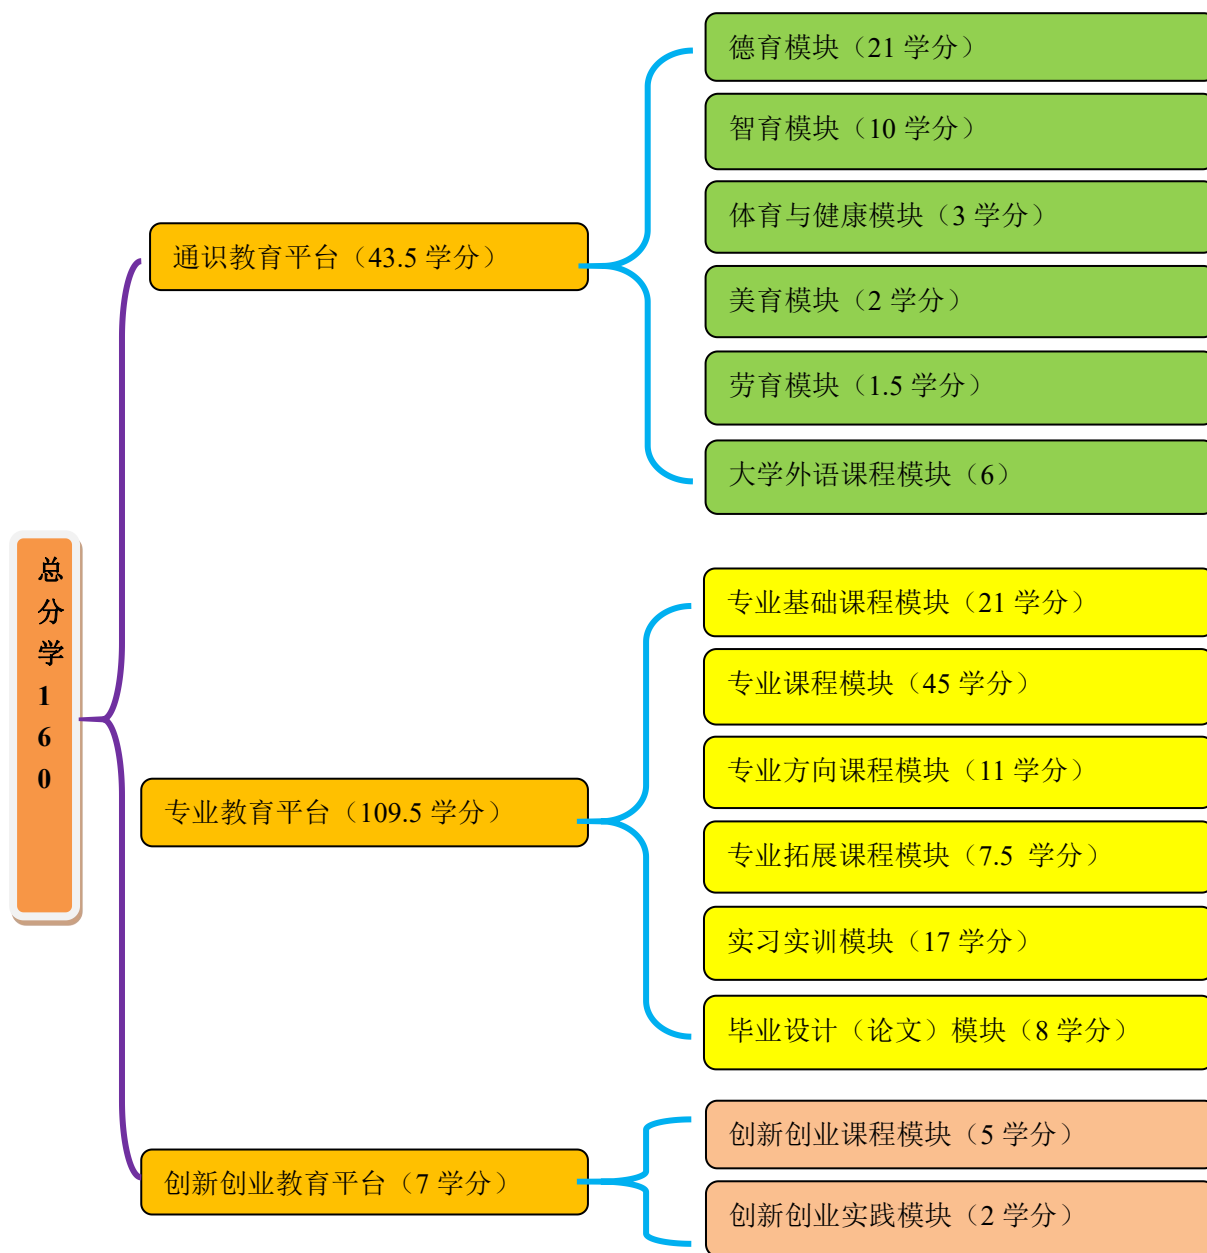 总
分
学
1
6
0
通识教育平台（43.5 学分）
德育模块（21 学分）
智育模块（10 学分）
体育与健康模块（3 学分）
美育模块（2 学分）
劳育模块（1.5 学分）
大学外语课程模块（6）
专业教育平台（109.5 学分）
专业基础课程模块（21 学分）
专业课程模块（45 学分）
专业方向课程模块（11 学分）
专业拓展课程模块（7.5 学分）
实习实训模块（17 学分）
毕业设计（论文）模块（8 学分）
创新创业教育平台（7 学分）
创新创业课程模块（5 学分）
创新创业实践模块（2 学分）